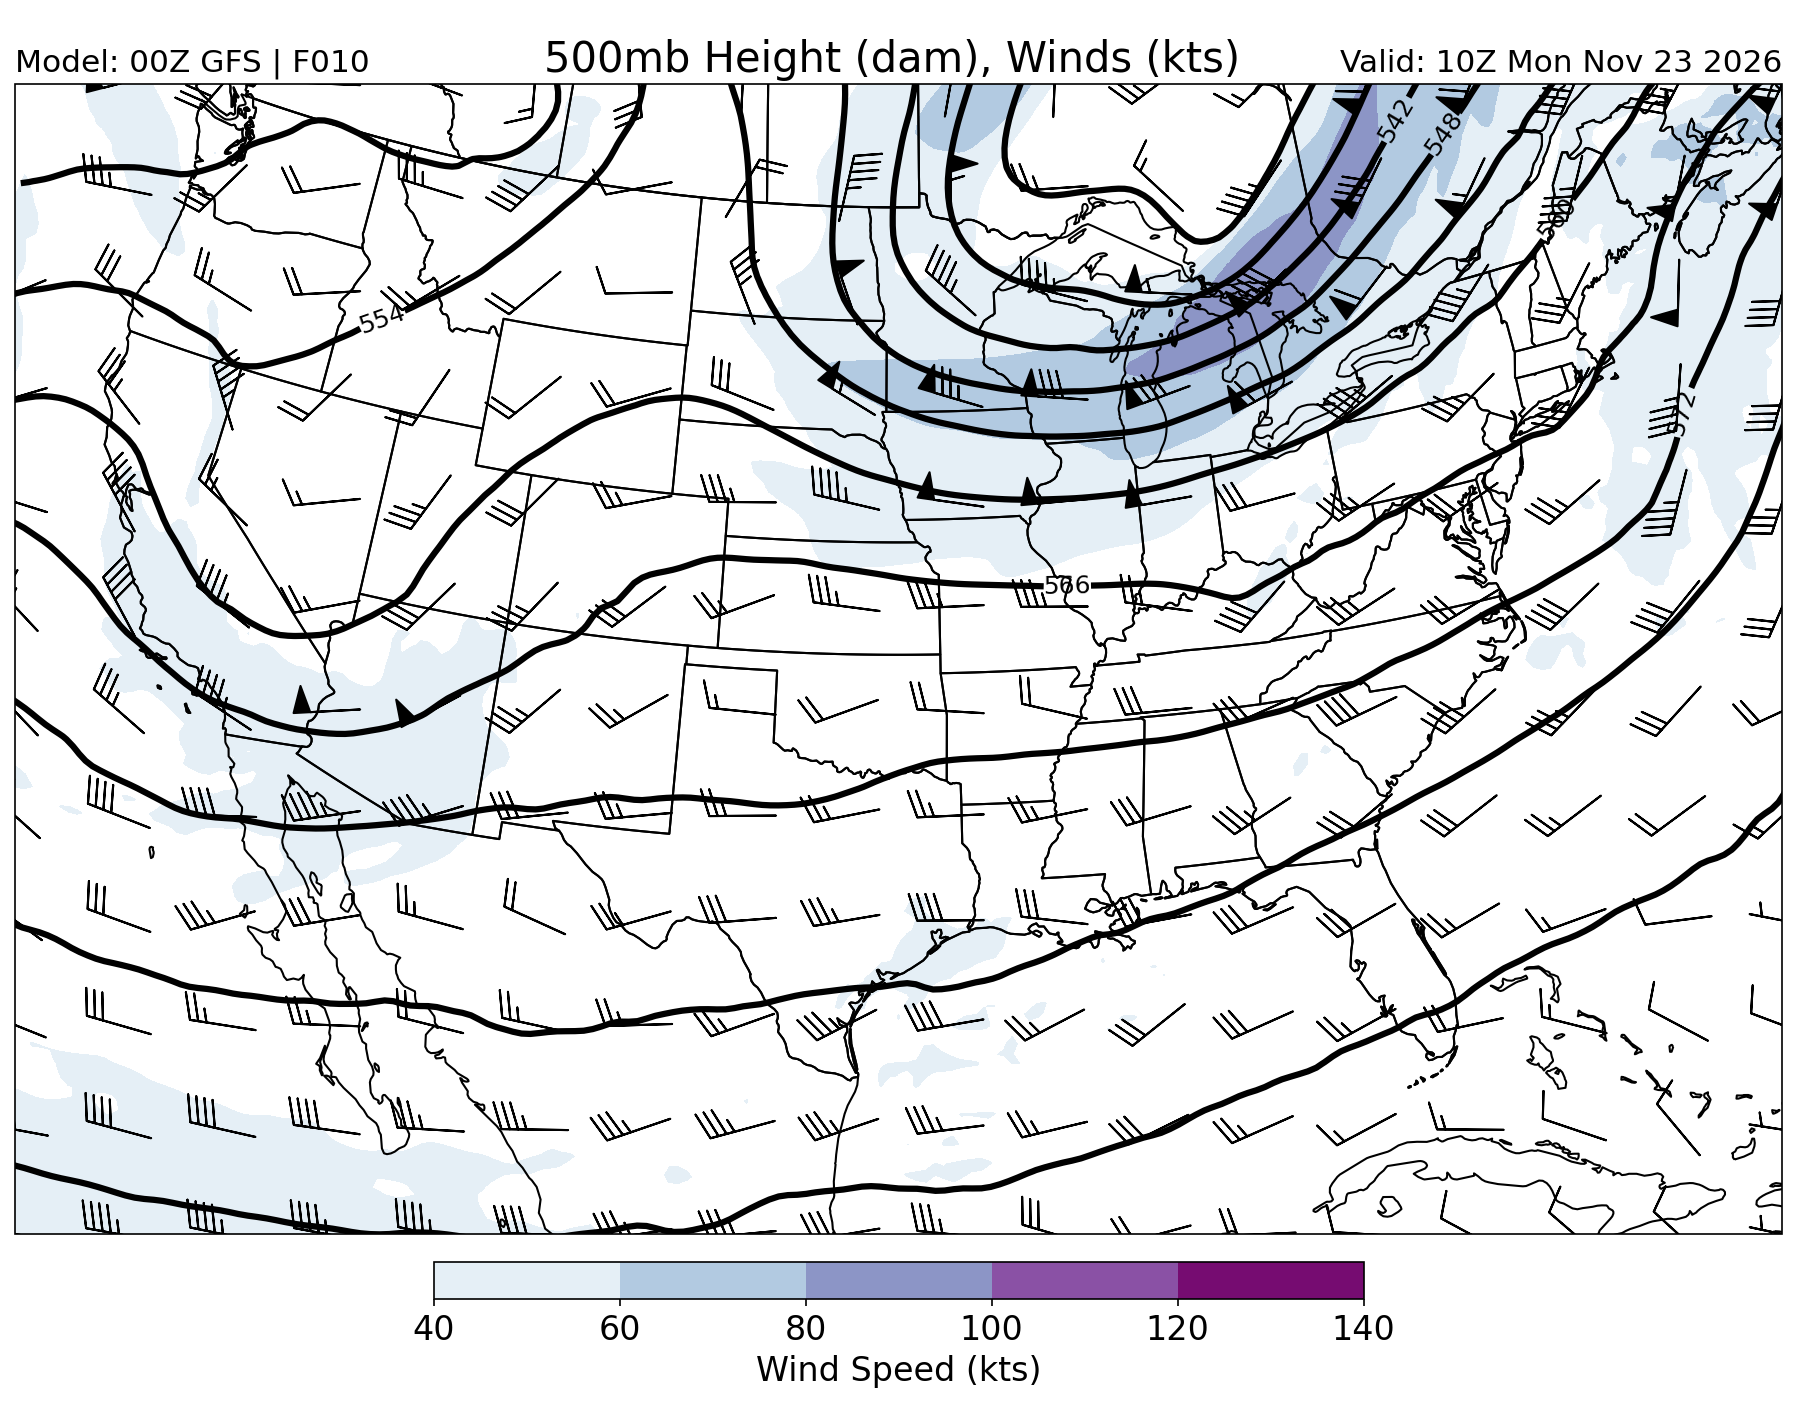 Model: 00Z GFS | F010
500mb Height (dam), Winds (kts)
Valid: 10Z Mon Nov 23 2026
542
548
554
566
572
40 60 80 100 120 140
Wind Speed (kts)